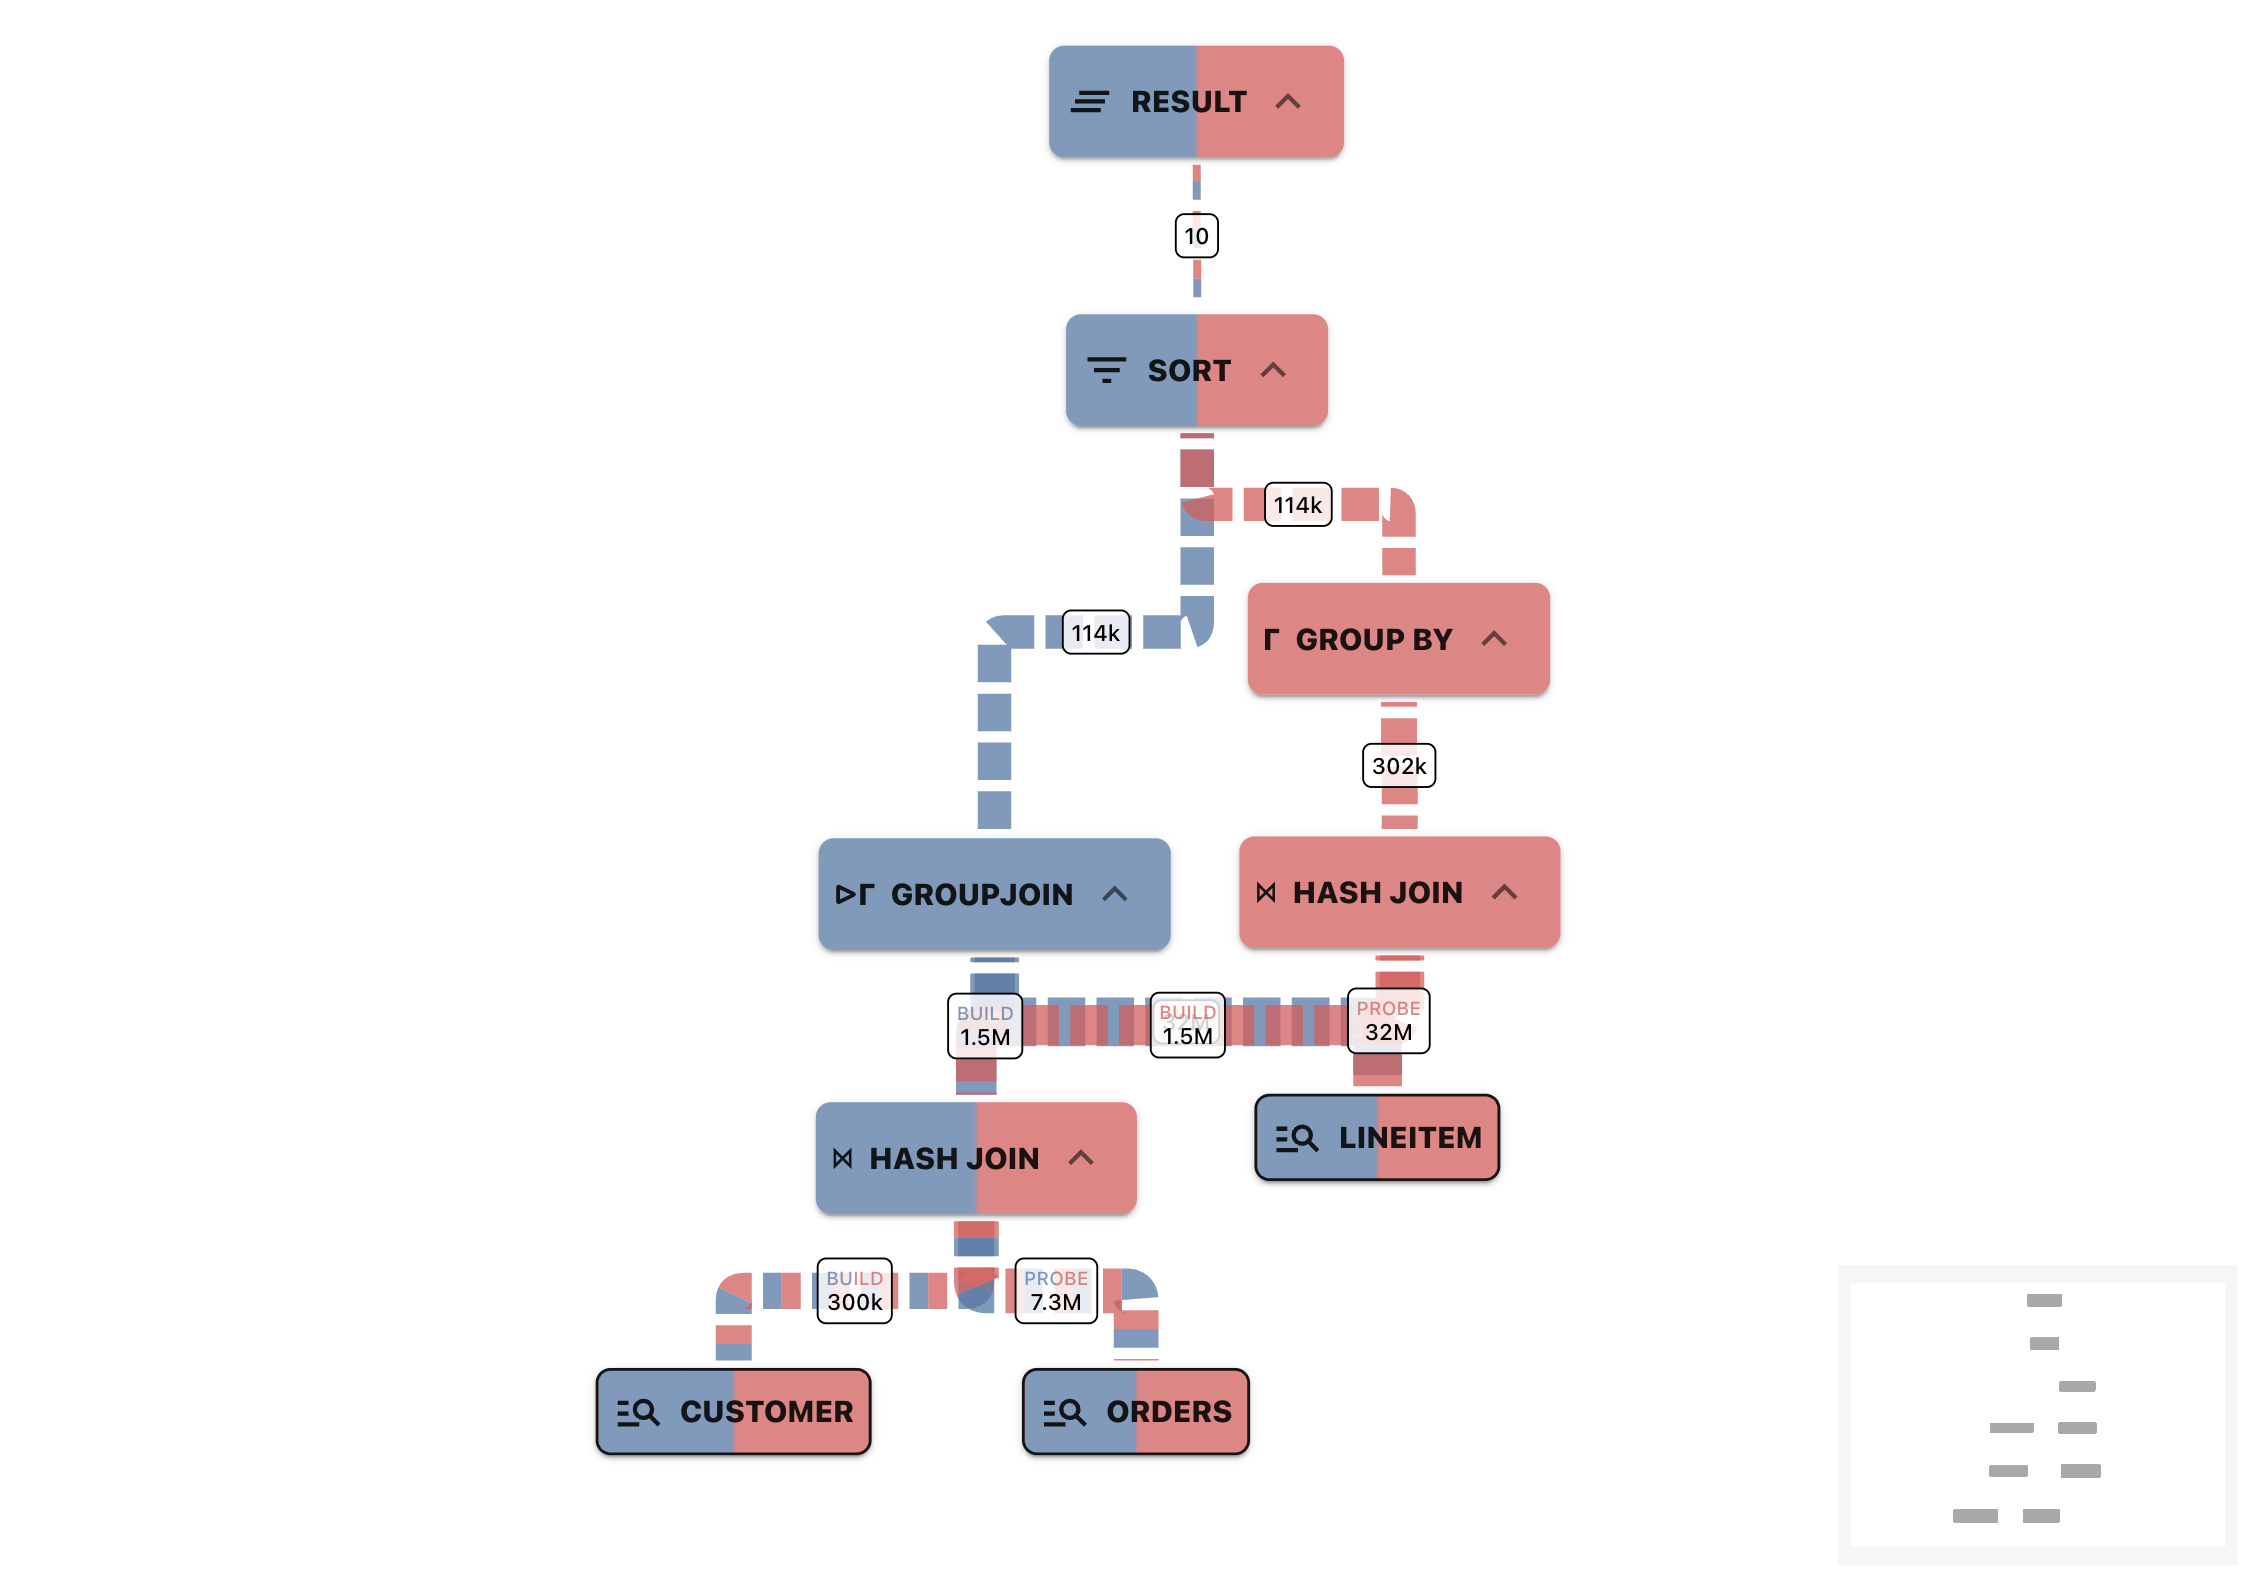 RESULT
10
SORT
114k
114k
Γ GROUP BY
302k
⊳Γ GROUPJOIN
⋈ HASH JOIN
BUILD
1.5M
32M
BUILD
1.5M
PROBE
32M
⋈ HASH JOIN
LINEITEM
BUILD
300k
PROBE
7.3M
CUSTOMER
ORDERS